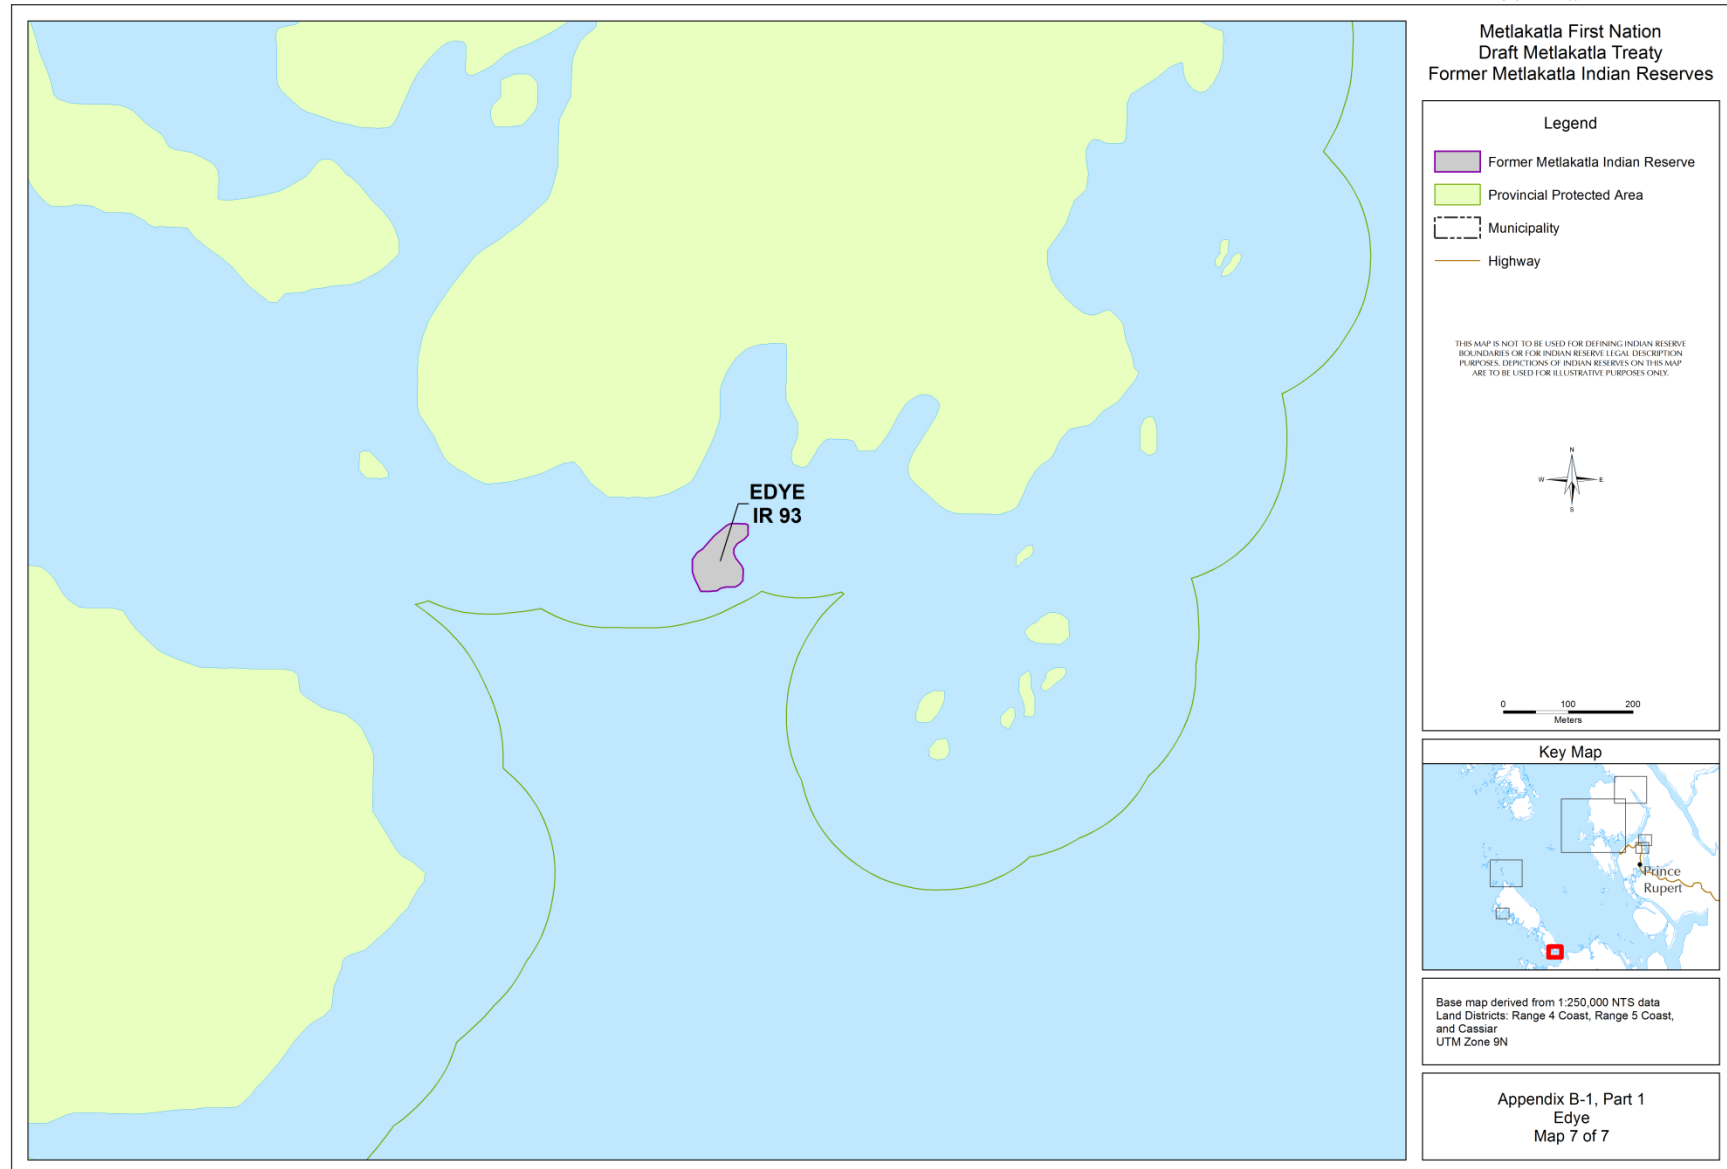 Metlakatla First Nation
Draft Metlakatla Treaty
Former Metlakatla Indian Reserves
Legend
Former Metlakatla Indian Reserve
Provincial Protected Area
Municipality
Highway
THIS MAP IS NOT TO BE USED FOR DEFINING INDIAN RESERVE
BOUNDARIES OR FOR INDIAN RESERVE LEGAL DESCRIPTION
PURPOSES. DEPICTIONS OF INDIAN RESERVES ON THIS MAP
ARE TO BE USED FOR ILLUSTRATIVE PURPOSES ONLY.
N
W E
S
0 100 200
Meters
EDYE
IR 93
Key Map
Prince
Rupert
Base map derived from 1:250,000 NTS data
Land Districts: Range 4 Coast, Range 5 Coast,
and Cassiar
UTM Zone 9N
Appendix B-1, Part 1
Edye
Map 7 of 7